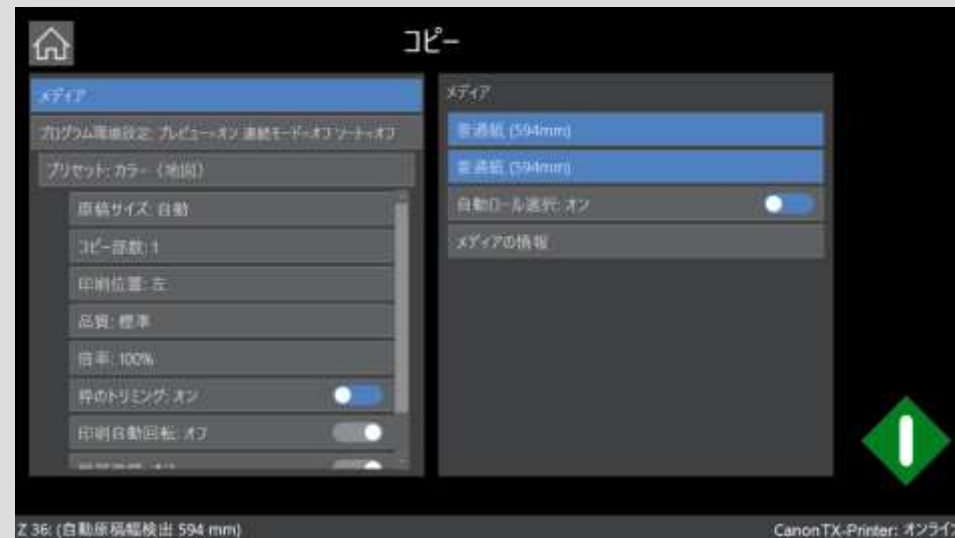 コピー
メディア
プログラム環境設定: プレビュー=オン 連続モード=オフ ソート=オフ
プリセット: カラー (地図)
原稿サイズ: 自動
コピー部数: 1
印刷位置: 左
品質: 標準
倍率: 100%
枠のトリミング: オン
印刷自動回転: オフ
メディア
普通紙 (594mm)
普通紙 (594mm)
自動ロール選択: オン
メディアの情報
Z 36: (自動原稿幅検出 594 mm)
CanonTX-Printer: オンライン